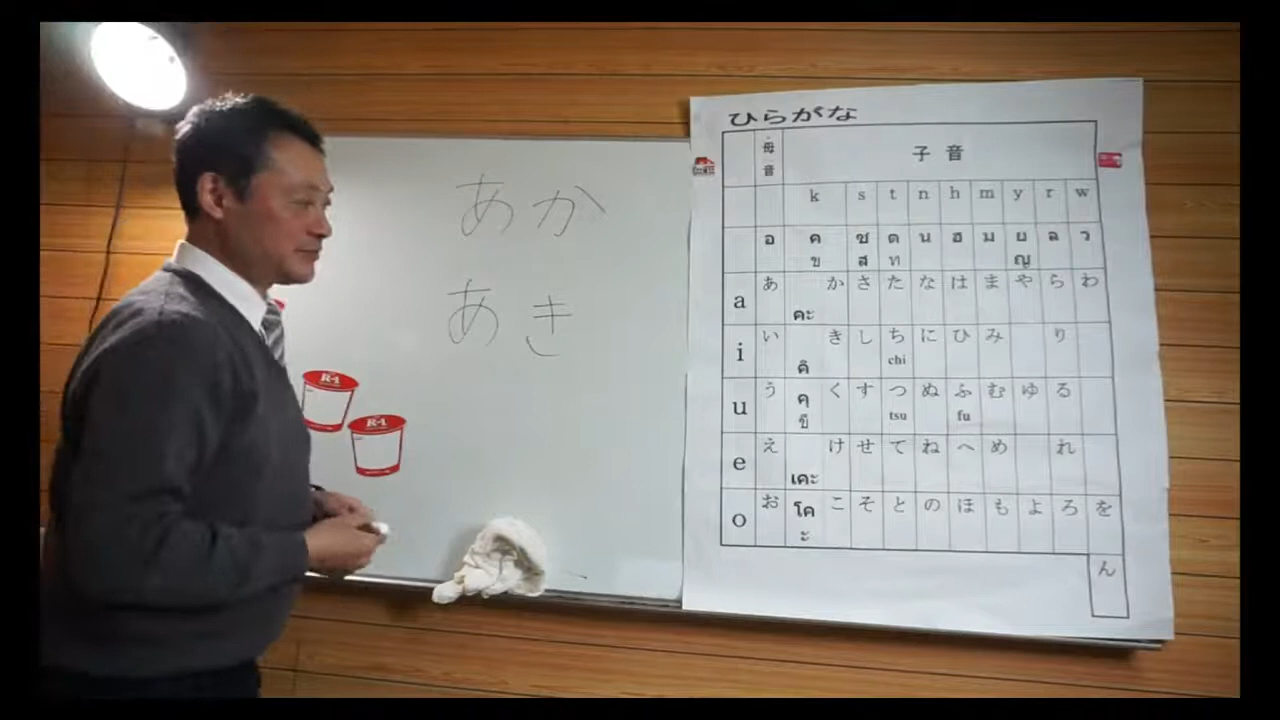 あか
あき
R-1
R-1
ひらがな
母音 子音
k s t n h m y r w
อ ค ซ ด น ฮ ม ย ล ว
ข ส ท ญ
a あ คะ か さ た な は ま や ら わ
i い คิ き し ち chi に ひ み り
u う คุ ขึ く す つ tsu ぬ ふ fu む ゆ る
e え เคะ け せ て ね へ め れ
o お โคะ こ そ と の ほ も よ ろ を
ん